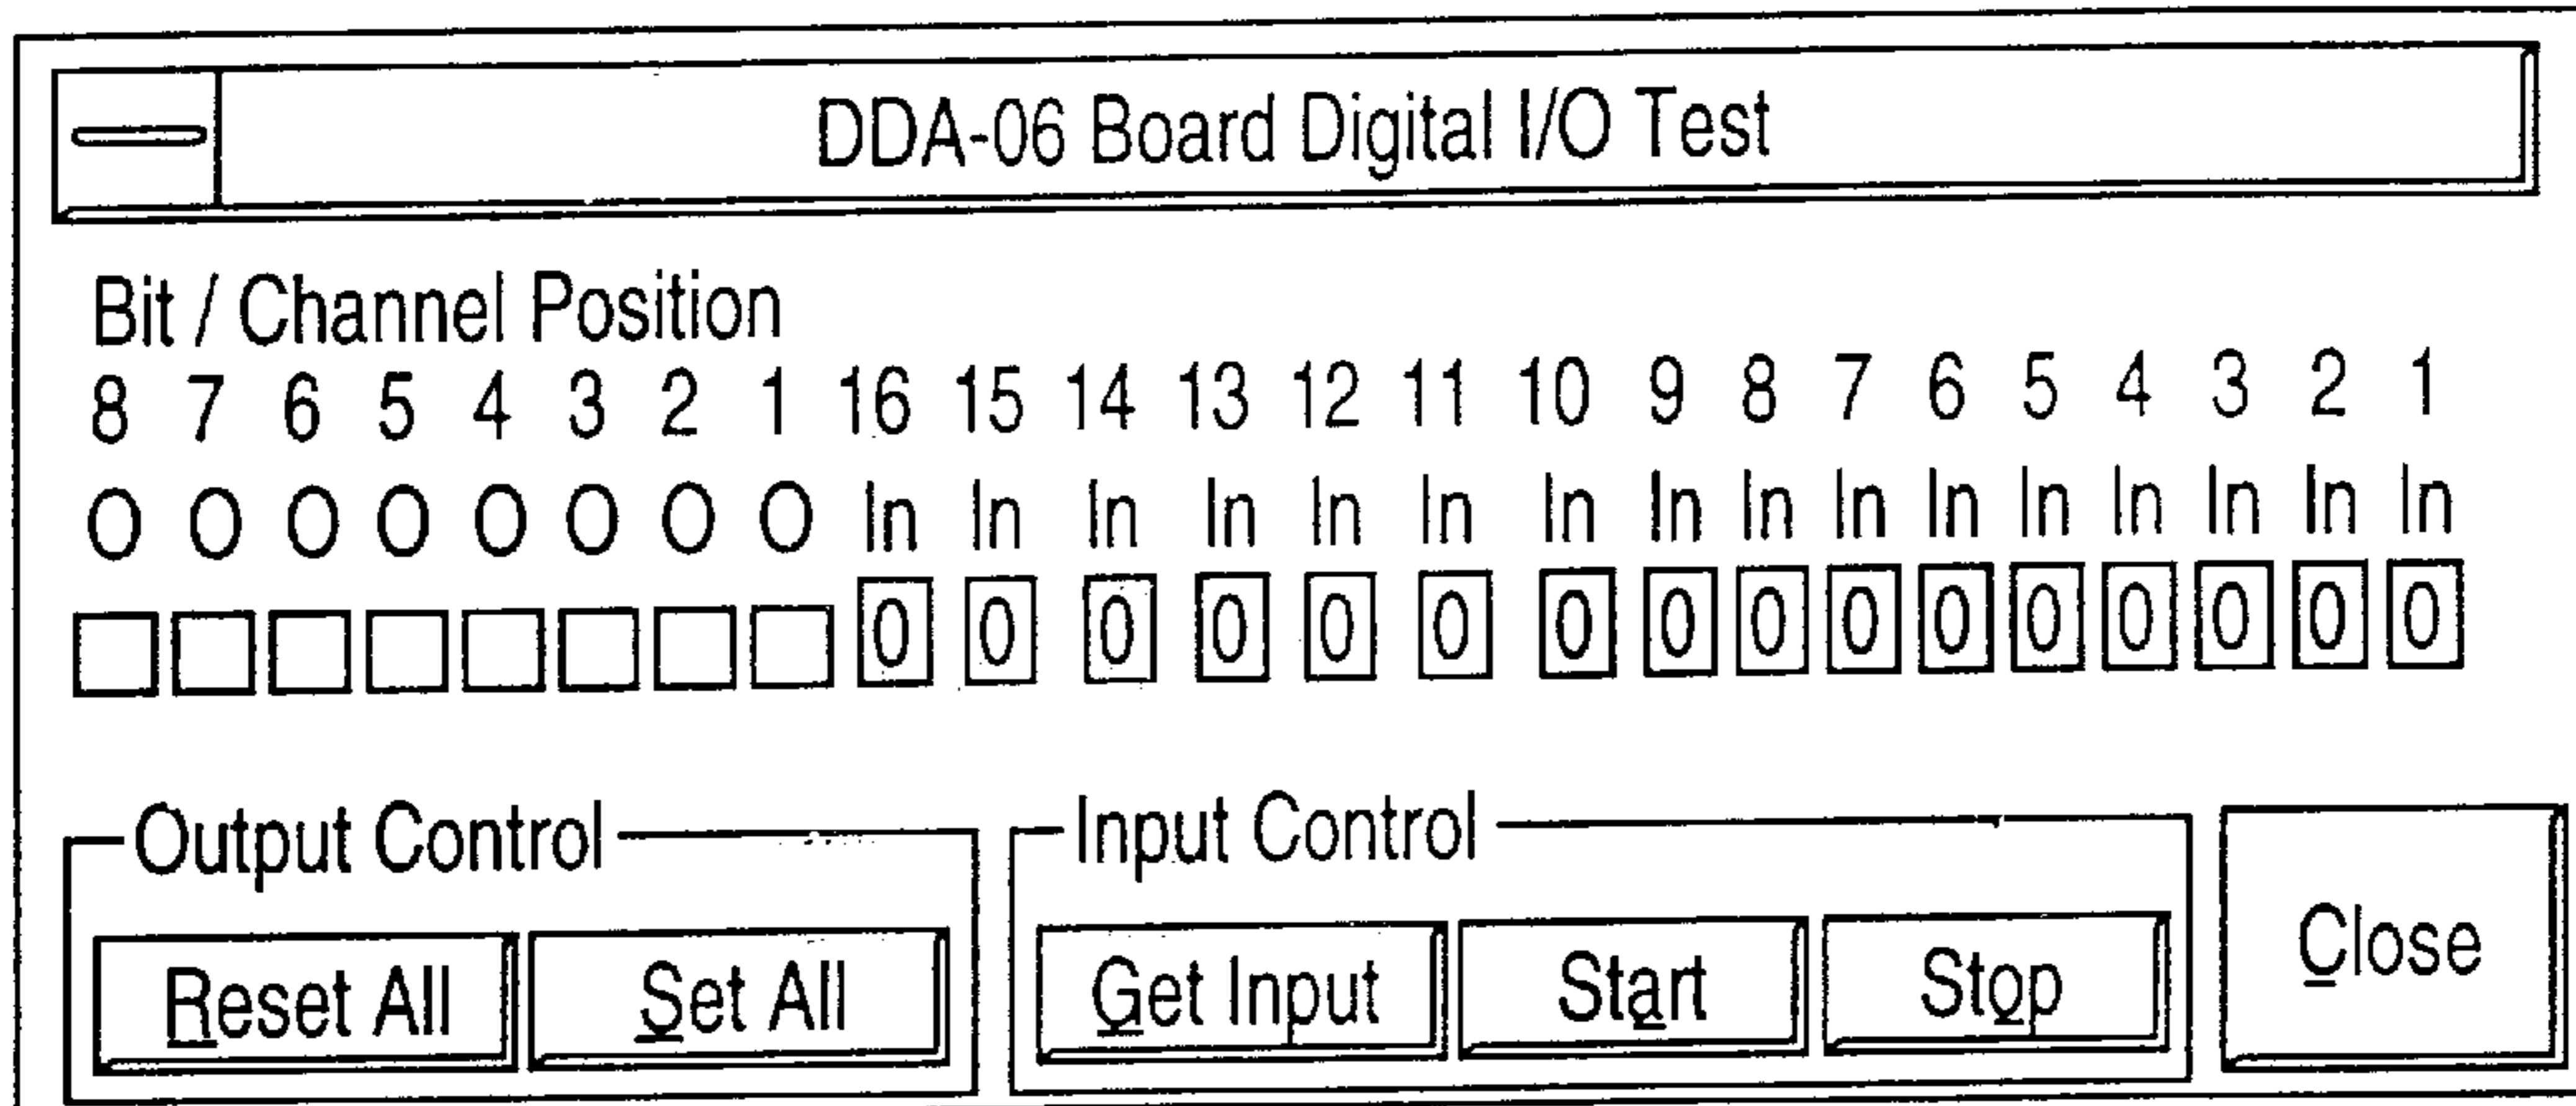 DDA-06 Board Digital I/O Test
Bit / Channel Position
8 7 6 5 4 3 2 1 16 15 14 13 12 11 10 9 8 7 6 5 4 3 2 1
O O O O O O O O In In In In In In In In In In In In In In In In
0 0 0 0 0 0 0 0 0 0 0 0 0 0 0 0
Output Control Input Control
Reset All Set All Get Input Start Stop Close